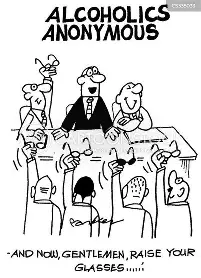 ALCOHOLICS
ANONYMOUS
-AND NOW, GENTLEMEN, RAISE YOUR
GLASSES.....!